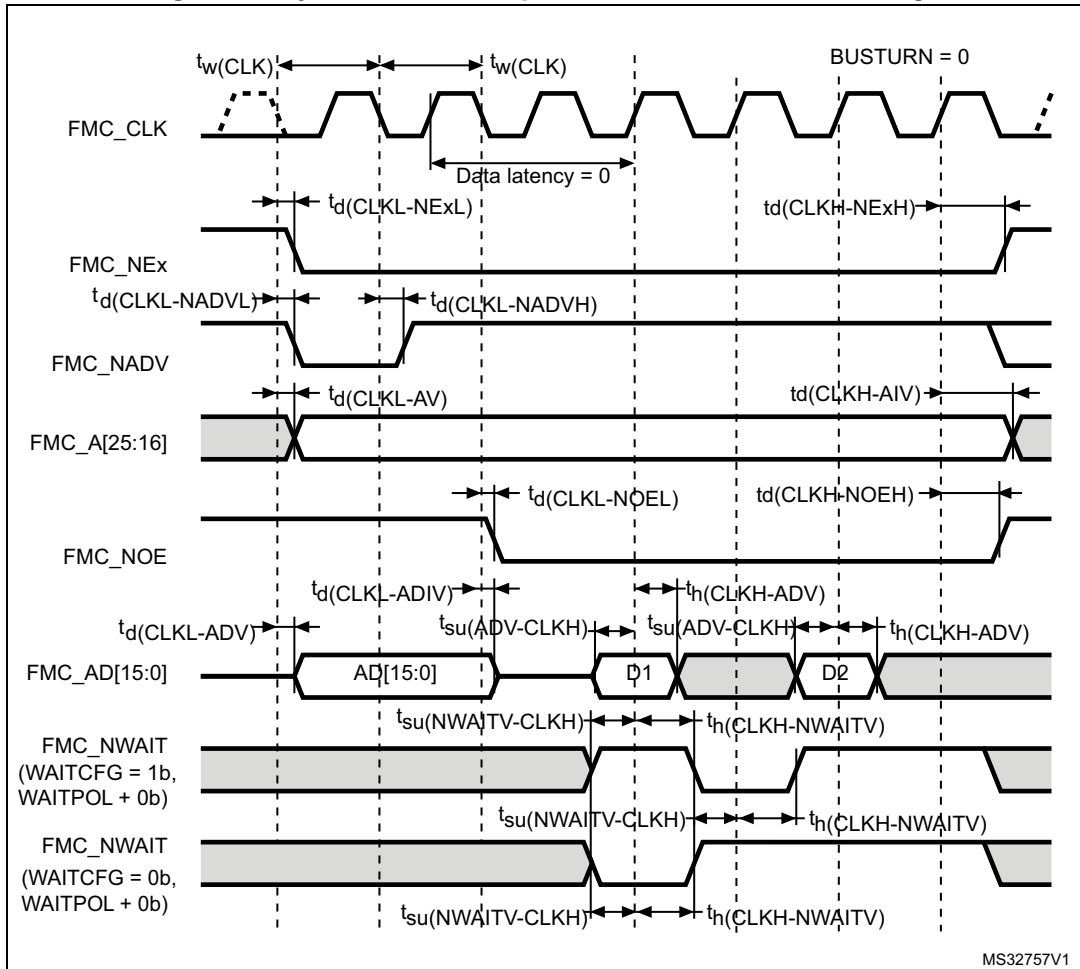 BUSTURN = 0
tw(CLK) tw(CLK)
FMC_CLK
Data latency = 0
td(CLKL-NExL) td(CLKH-NExH)
FMC_NEx
td(CLKL-NADVL) td(CLKL-NADVH)
FMC_NADV
td(CLKL-AV) td(CLKH-AIV)
FMC_A[25:16]
td(CLKL-NOEL) td(CLKH-NOEH)
FMC_NOE
td(CLKL-ADIV) th(CLKH-ADV)
td(CLKL-ADV) tsu(ADV-CLKH) tsu(ADV-CLKH) th(CLKH-ADV)
FMC_AD[15:0] AD[15:0] D1 D2
tsu(NWAITV-CLKH) th(CLKH-NWAITV)
FMC_NWAIT
(WAITCFG = 1b,
WAITPOL + 0b)
tsu(NWAITV-CLKH) th(CLKH-NWAITV)
FMC_NWAIT
(WAITCFG = 0b,
WAITPOL + 0b)
tsu(NWAITV-CLKH) th(CLKH-NWAITV)
MS32757V1